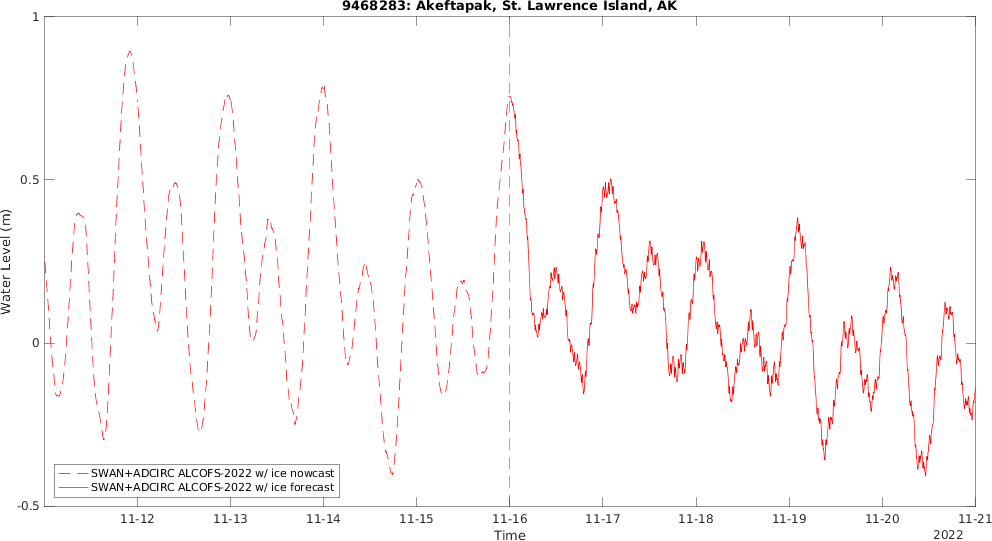 9468283: Akeftapak, St. Lawrence Island, AK
1
0.5
0
-0.5
Water Level (m)
SWAN+ADCIRC ALCOFS-2022 w/ ice nowcast
SWAN+ADCIRC ALCOFS-2022 w/ ice forecast
11-12 11-13 11-14 11-15 11-16 11-17 11-18 11-19 11-20 11-21
Time 2022